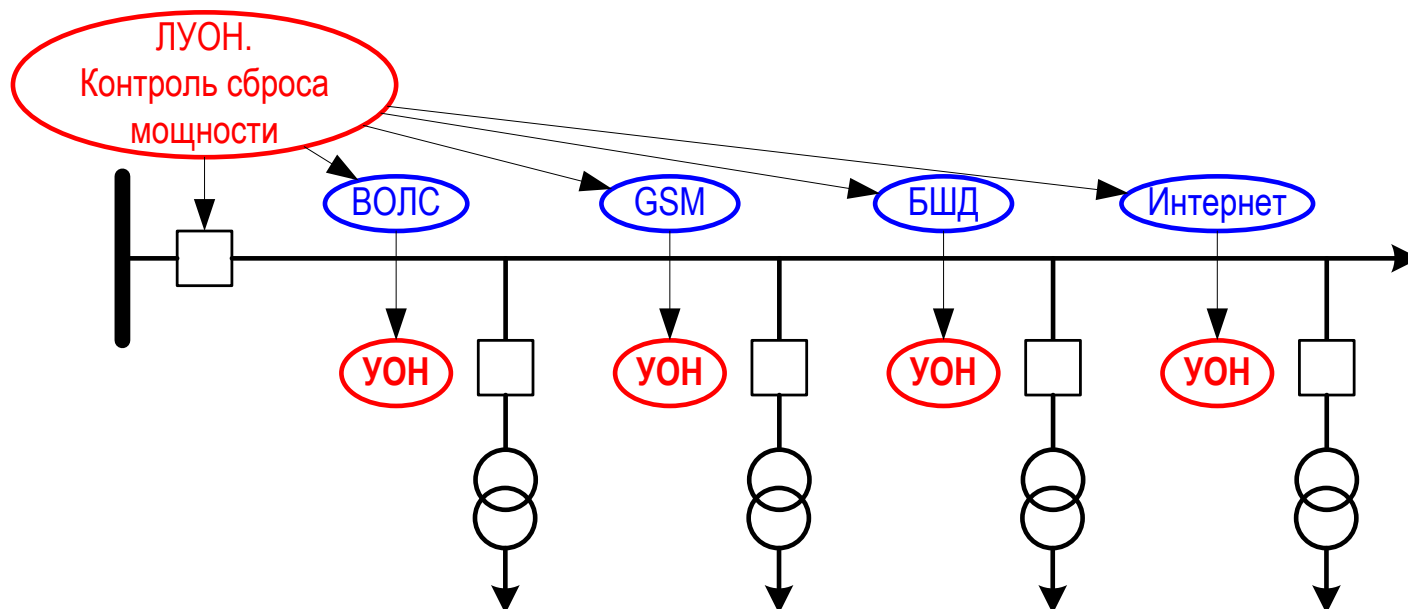 ЛУОН.
Контроль сброса
мощности
ВОЛС
GSM
БШД
Интернет
УОН
УОН
УОН
УОН